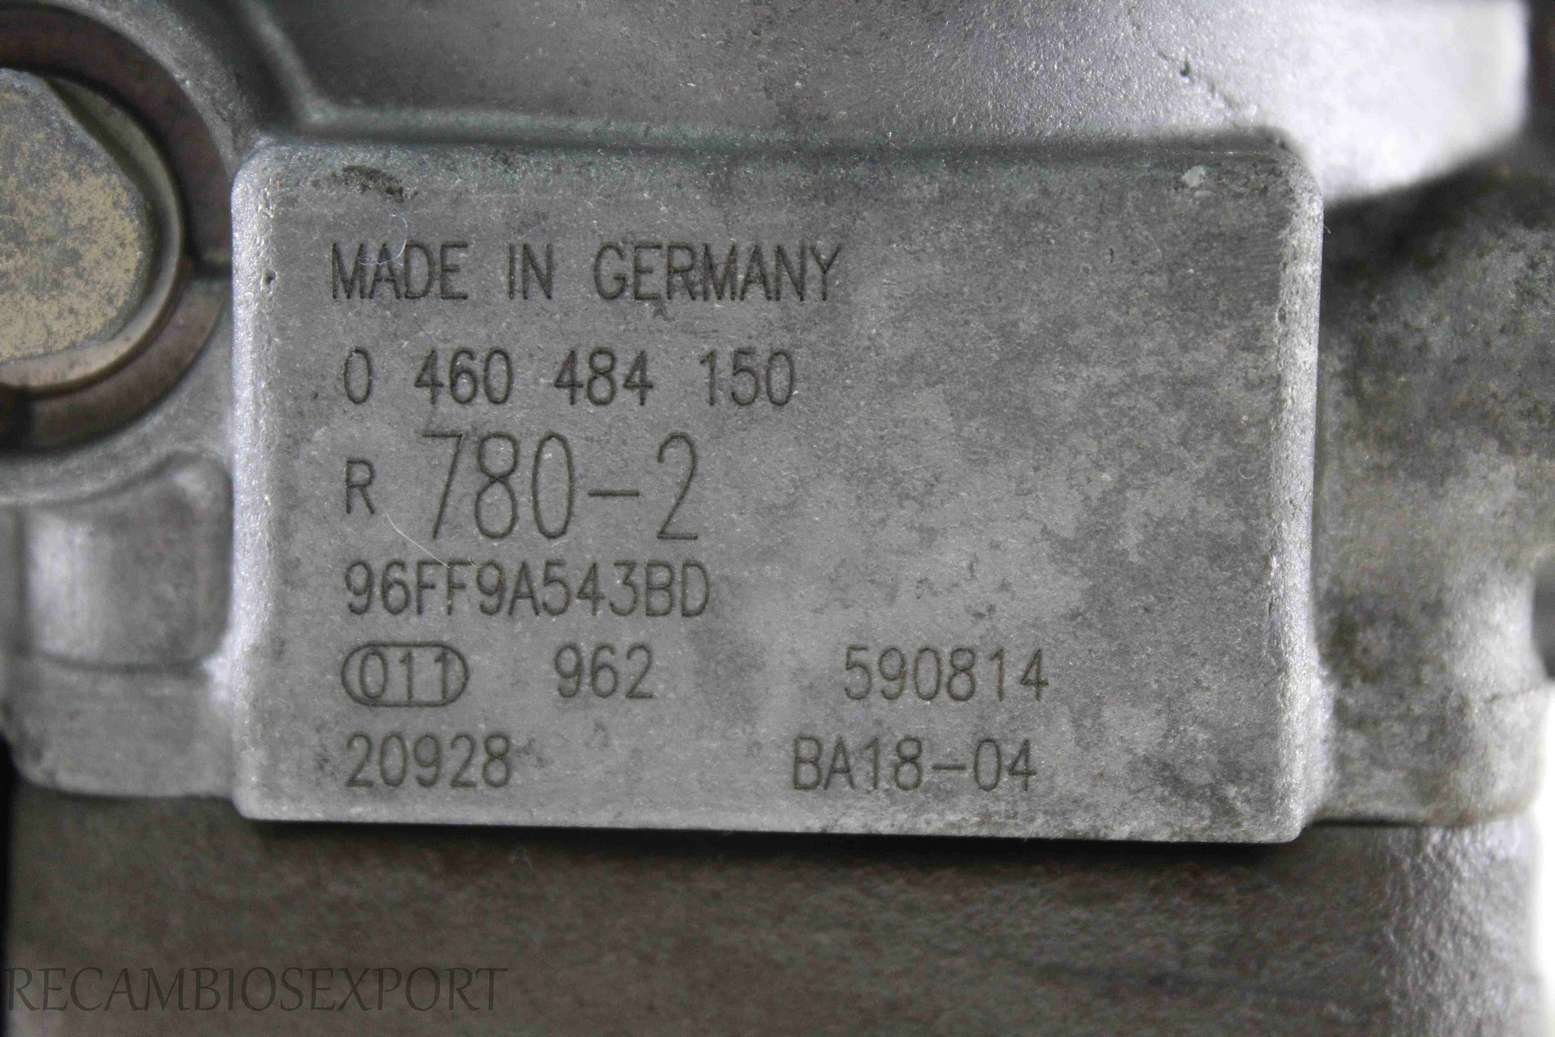 MADE IN GERMANY
0 460 484 150
R 780-2
96FF9A543BD
011 962 590814
20928 BA18-04
RECAMBIOSEXPORT